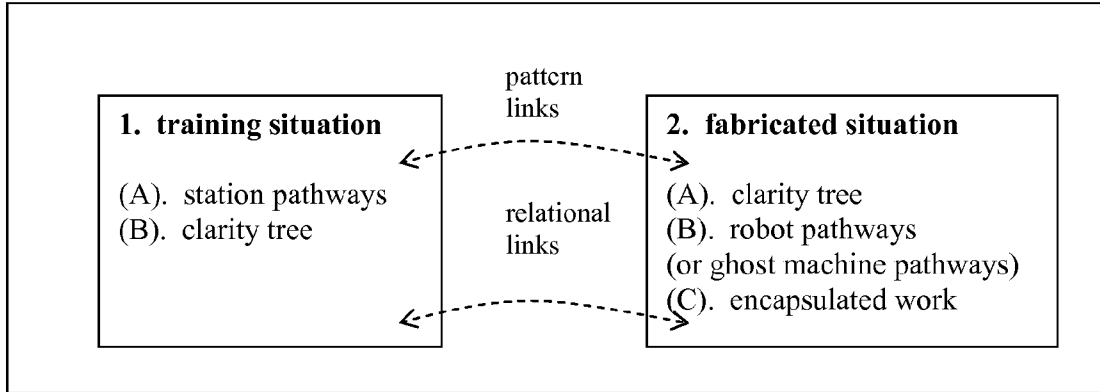 pattern
links
1.  training situation
(A).  station pathways
(B).  clarity tree
relational
links
2.  fabricated situation
(A).  clarity tree
(B).  robot pathways
(or ghost machine pathways)
(C).  encapsulated work